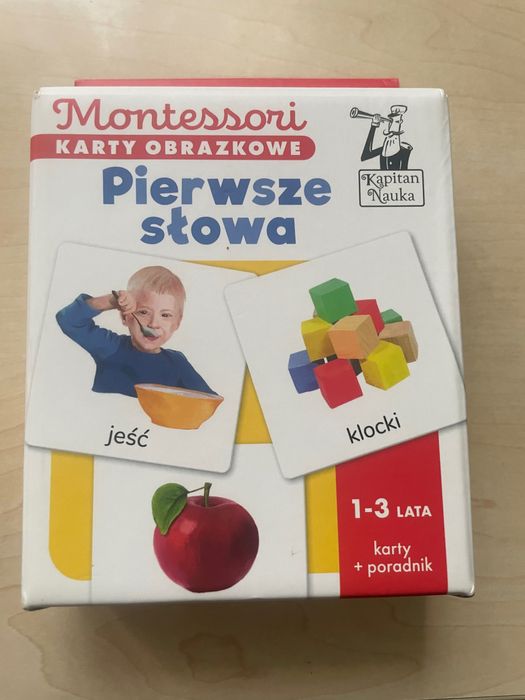 Montessori
KARTY OBRAZKOWE
Kapitan
Nauka
Pierwsze
słowa
jeść
klocki
1-3 LATA
karty
+ poradnik